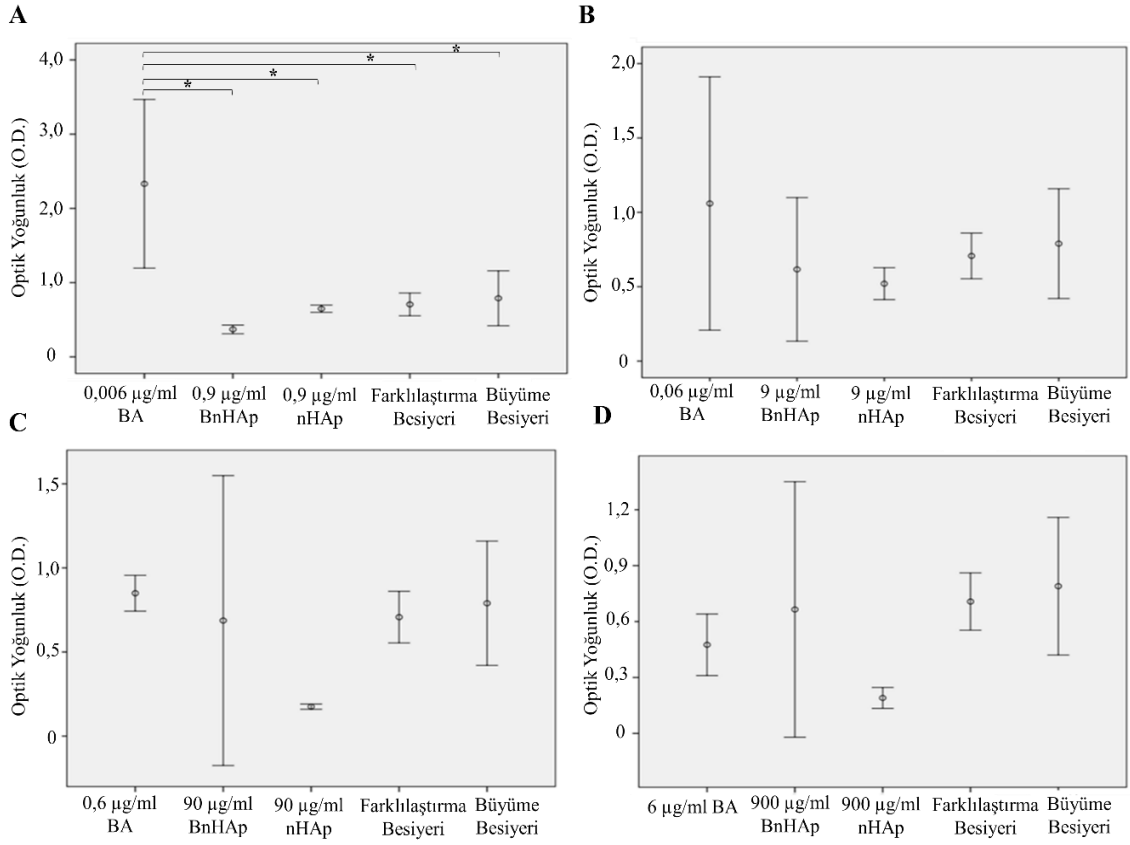 A
Optik Yoğunluk (O.D.)
4,0
3,0
2,0
1,0
0
*
*
*
*
0,006 µg/ml
BA
0,9 µg/ml
BnHAp
0,9 µg/ml
nHAp
Farklılaştırma
Besiyeri
Büyüme
Besiyeri
B
Optik Yoğunluk (O.D.)
2,0
1,5
1,0
0,5
0
0,06 µg/ml
BA
9 µg/ml
BnHAp
9 µg/ml
nHAp
Farklılaştırma
Besiyeri
Büyüme
Besiyeri
C
Optik Yoğunluk (O.D.)
1,5
1,0
0,5
0
0,6 µg/ml
BA
90 µg/ml
BnHAp
90 µg/ml
nHAp
Farklılaştırma
Besiyeri
Büyüme
Besiyeri
D
Optik Yoğunluk (O.D.)
1,2
0,9
0,6
0,3
0
6 µg/ml BA
900 µg/ml
BnHAp
900 µg/ml
nHAp
Farklılaştırma
Besiyeri
Büyüme
Besiyeri